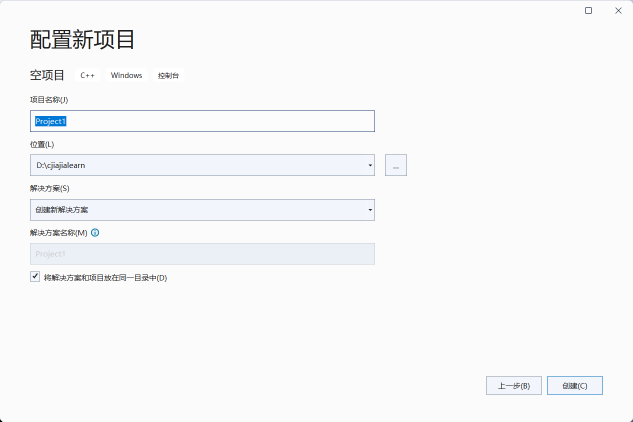 配置新项目
空项目 C++ Windows 控制台
项目名称(J)
Project1
位置(L)
D:\cjiajialearn
...
解决方案(S)
创建新解决方案
解决方案名称(M)
Project1
将解决方案和项目放在同一目录中(D)
上一步(B) 创建(C)